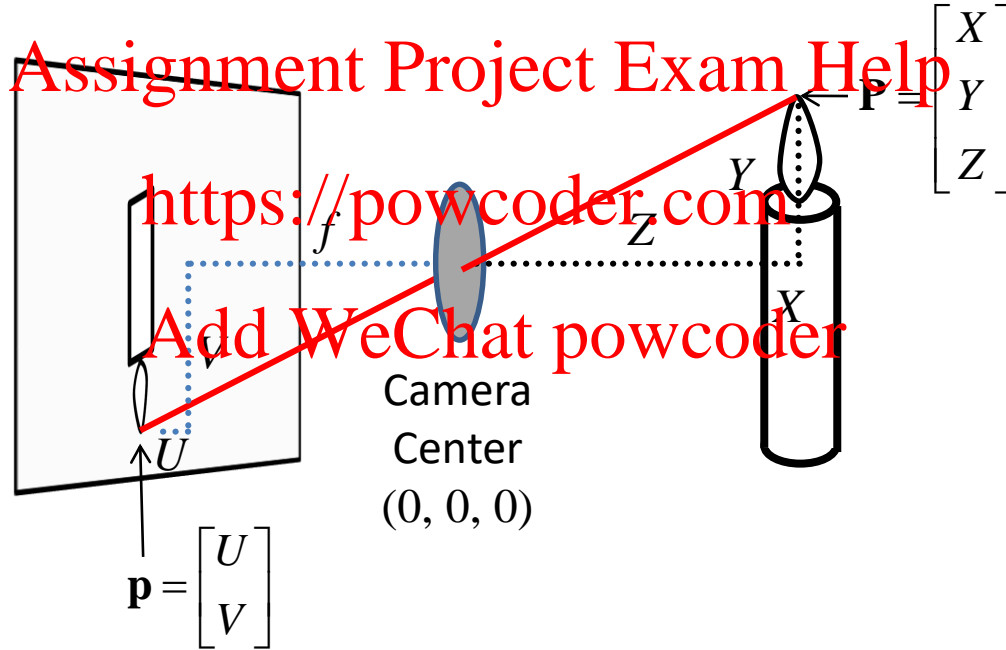 Assignment Project Exam Help
P = [X
Y
Z]
Y
https://powcoder.com
f
Z
X
Add WeChat powcoder
V
Camera
Center
(0, 0, 0)
U
p = [U
V]